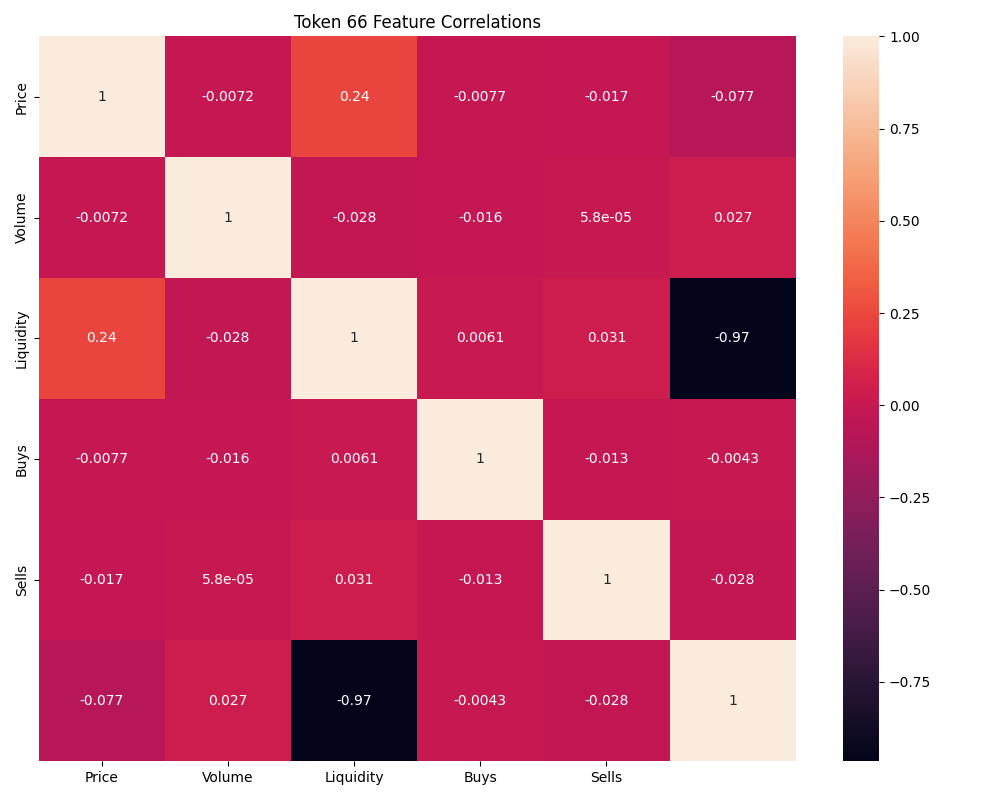 Token 66 Feature Correlations
Price 1 -0.0072 0.24 -0.0077 -0.017 -0.077
Volume -0.0072 1 -0.028 -0.016 5.8e-05 0.027
Liquidity 0.24 -0.028 1 0.0061 0.031 -0.97
Buys -0.0077 -0.016 0.0061 1 -0.013 -0.0043
Sells -0.017 5.8e-05 0.031 -0.013 1 -0.028
-0.077 0.027 -0.97 -0.0043 -0.028 1
Price Volume Liquidity Buys Sells
1.00
0.75
0.50
0.25
0.00
−0.25
−0.50
−0.75